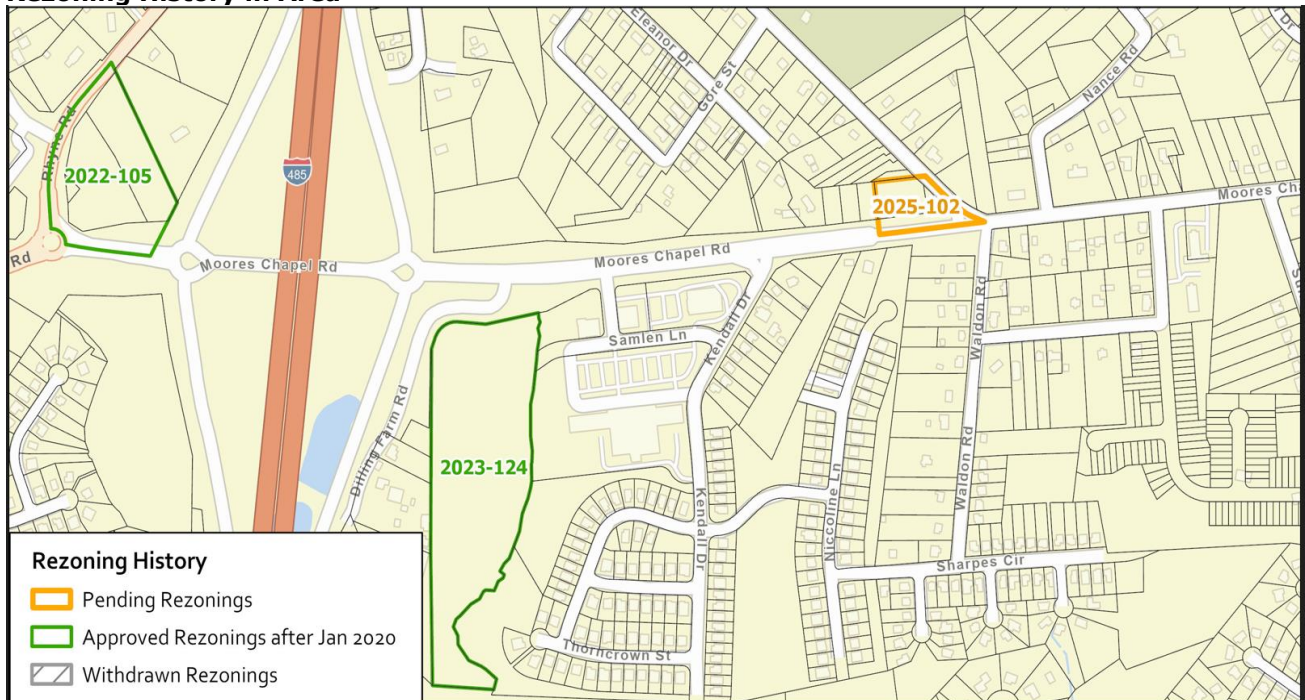 Rezoning History in Area
Eleanor Dr
Gore St
Nance Rd
Dr
Rhyne Rd
2022-105
485
2025-102
Moores Cha
Rd
Moores Chapel Rd
Moores Chapel Rd
Kendall Dr
Samlen Ln
Waldon Rd
Dilling Farm Rd
2023-124
Kendall Dr
Niccoline Ln
Waldon Rd
Sharpes Cir
Thorncrown St
Rezoning History
Pending Rezonings
Approved Rezonings after Jan 2020
Withdrawn Rezonings